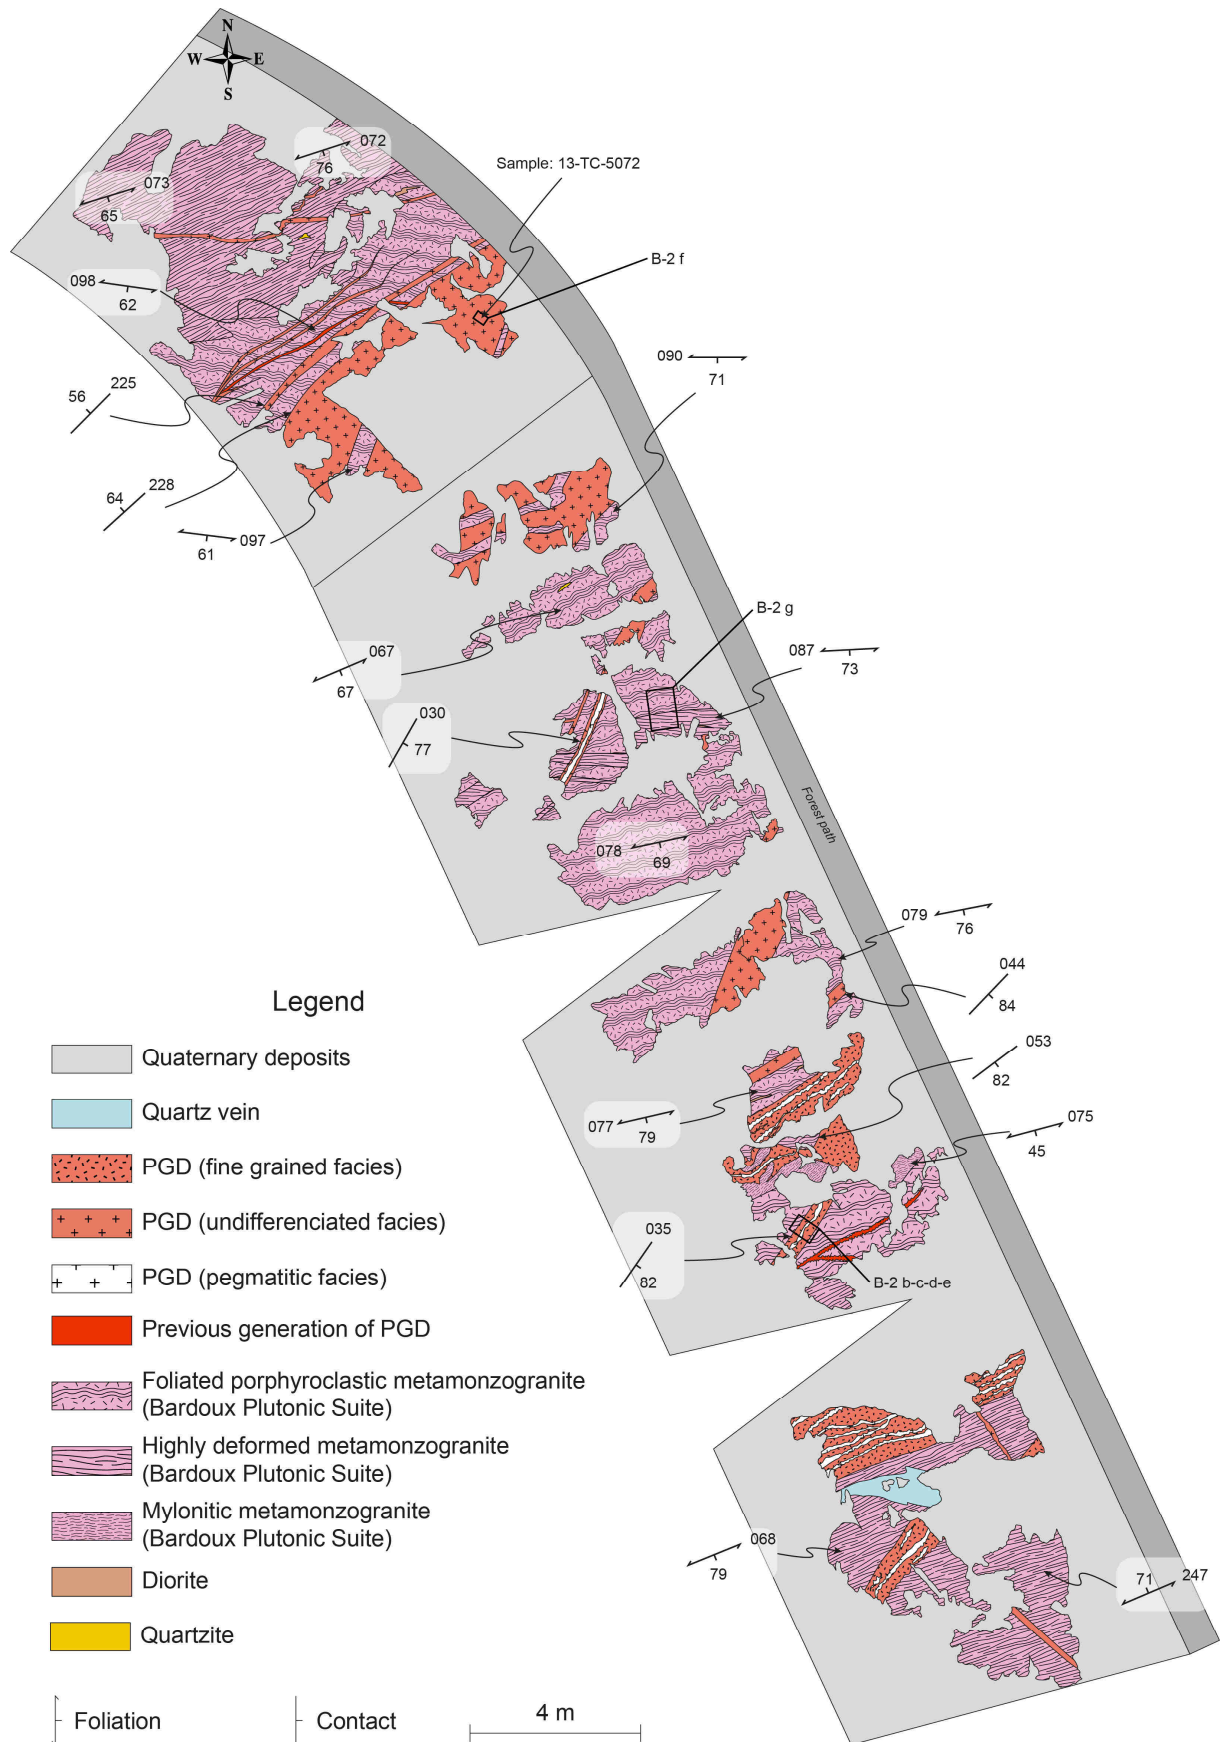 N
W E
S
072
76
Sample: 13-TC-5072
073
65
B-2 f
098
62
090
71
225
56
228
64
097
61
B-2 g
067
67
087
73
030
77
Forest path
078
69
079
76
044
84
053
82
077
79
075
45
035
82
B-2 b-c-d-e
Legend
Quaternary deposits
Quartz vein
PGD (fine grained facies)
PGD (undifferenciated facies)
PGD (pegmatitic facies)
Previous generation of PGD
Foliated porphyroclastic metamonzogranite
(Bardoux Plutonic Suite)
Highly deformed metamonzogranite
(Bardoux Plutonic Suite)
Mylonitic metamonzogranite
(Bardoux Plutonic Suite)
Diorite
Quartzite
Foliation
Contact
4 m
068
79
71
247